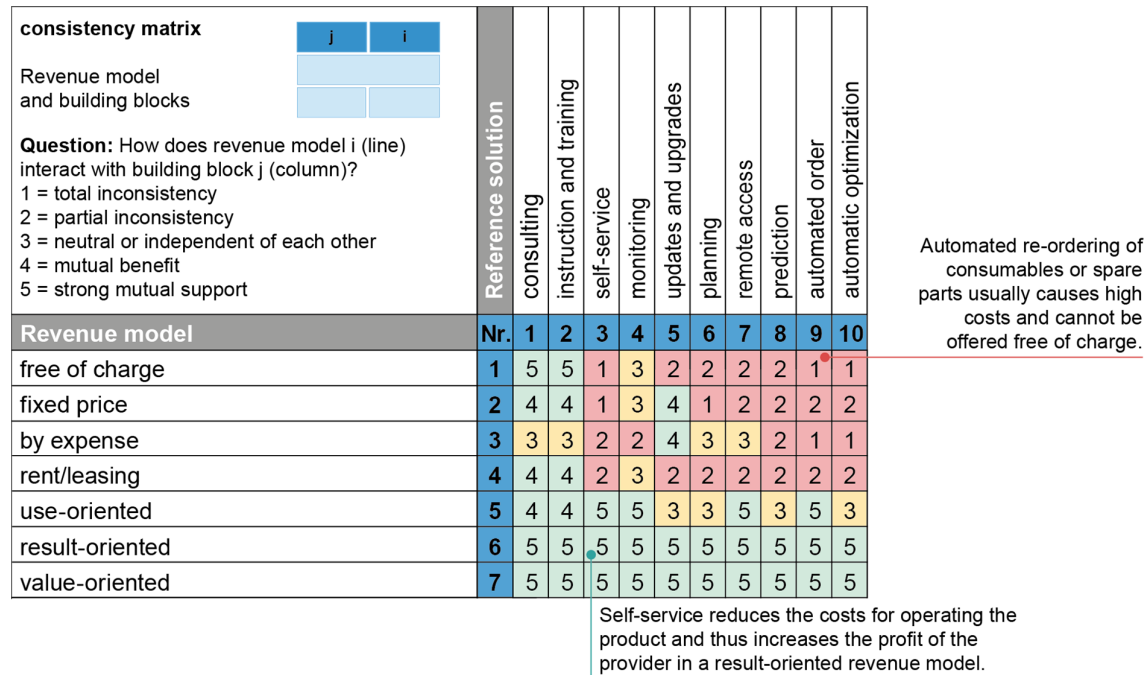 consistency matrix
j i
Revenue model
and building blocks
Question: How does revenue model i (line)
interact with building block j (column)?
1 = total inconsistency
2 = partial inconsistency
3 = neutral or independent of each other
4 = mutual benefit
5 = strong mutual support
Reference solution
consulting
instruction and training
self-service
monitoring
updates and upgrades
planning
remote access
prediction
automated order
automatic optimization
Revenue model Nr. 1 2 3 4 5 6 7 8 9 10
free of charge 1 5 5 1 3 2 2 2 2 1 1
fixed price 2 4 4 1 3 4 1 2 2 2 2
by expense 3 3 3 2 2 4 3 3 2 1 1
rent/leasing 4 4 4 2 3 2 2 2 2 2 2
use-oriented 5 4 4 5 5 3 3 5 3 5 3
result-oriented 6 5 5 5 5 5 5 5 5 5 5
value-oriented 7 5 5 5 5 5 5 5 5 5 5
Automated re-ordering of
consumables or spare
parts usually causes high
costs and cannot be
offered free of charge.
Self-service reduces the costs for operating the
product and thus increases the profit of the
provider in a result-oriented revenue model.